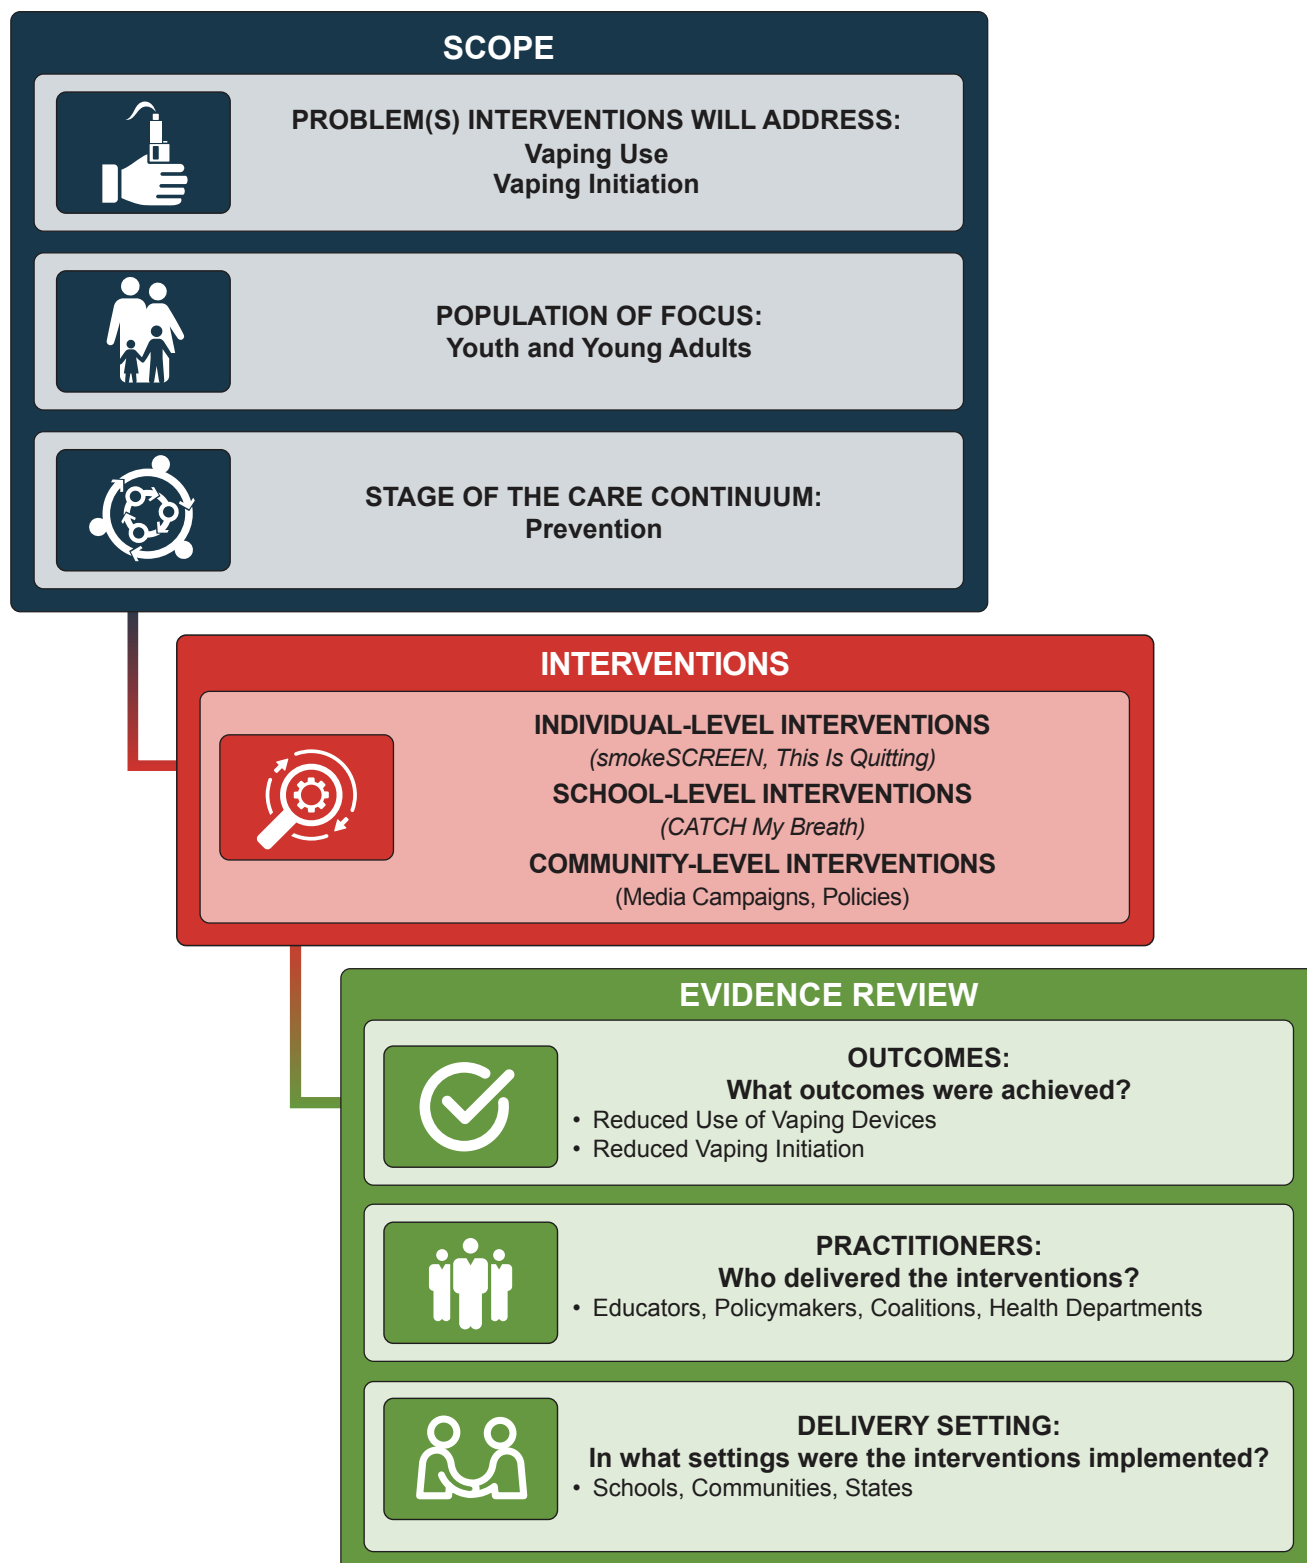 SCOPE
PROBLEM(S) INTERVENTIONS WILL ADDRESS:
Vaping Use
Vaping Initiation
POPULATION OF FOCUS:
Youth and Young Adults
STAGE OF THE CARE CONTINUUM:
Prevention
INTERVENTIONS
INDIVIDUAL-LEVEL INTERVENTIONS
(smokeSCREEN, This Is Quitting)
SCHOOL-LEVEL INTERVENTIONS
(CATCH My Breath)
COMMUNITY-LEVEL INTERVENTIONS
(Media Campaigns, Policies)
EVIDENCE REVIEW
OUTCOMES:
What outcomes were achieved?
• Reduced Use of Vaping Devices
• Reduced Vaping Initiation
PRACTITIONERS:
Who delivered the interventions?
• Educators, Policymakers, Coalitions, Health Departments
DELIVERY SETTING:
In what settings were the interventions implemented?
• Schools, Communities, States